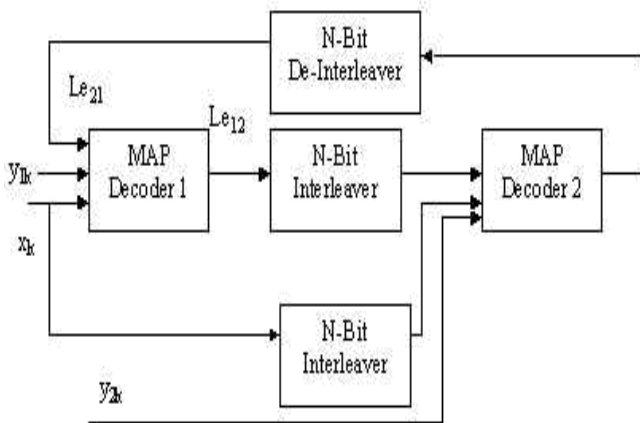 N-Bit
De-Interleaver
Le21
Le12
MAP
Decoder 1
N-Bit
Interleaver
MAP
Decoder 2
y1k
xk
N-Bit
Interleaver
y2k